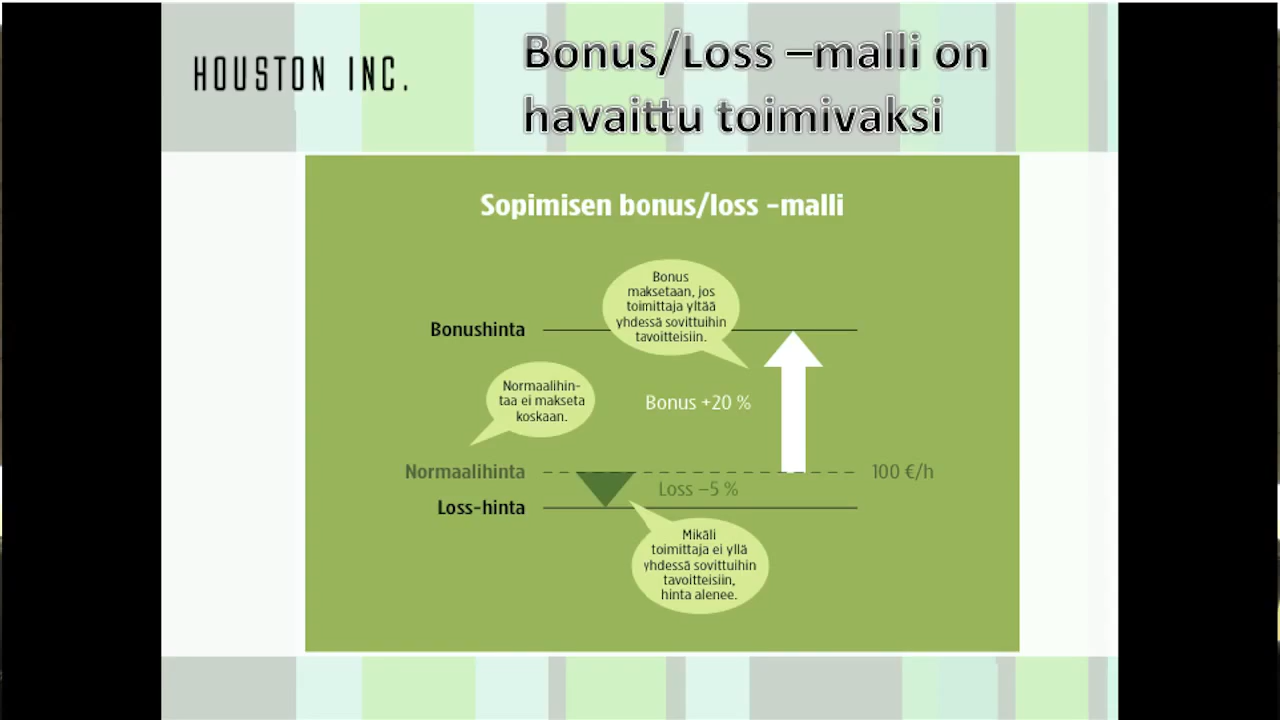 HOUSTON INC.
Bonus/Loss –malli on
havaittu toimivaksi
Sopimisen bonus/loss –malli
Bonus
maksetaan, jos
toimittaja yltää
yhdessä sovittuihin
tavoitteisiin.
Bonushinta
Normaalihin-
taa ei makseta
koskaan.
Bonus +20 %
Normaalihinta
100 €/h
Loss –5 %
Loss-hinta
Mikäli
toimittaja ei yllä
yhdessä sovittuihin
tavoitteisiin,
hinta alenee.